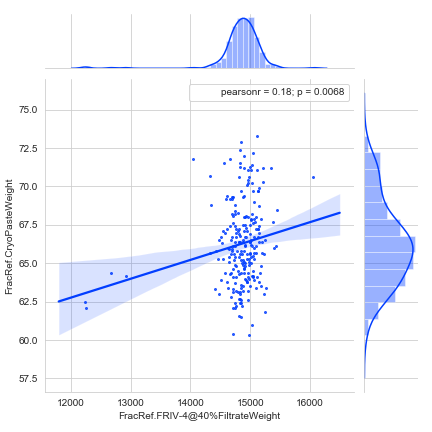 pearsonr = 0.18; p = 0.0068
75.0
72.5
70.0
67.5
65.0
62.5
60.0
57.5
FracRef.CryoPasteWeight
12000 13000 14000 15000 16000
FracRef.FRIV-4@40%FiltrateWeight